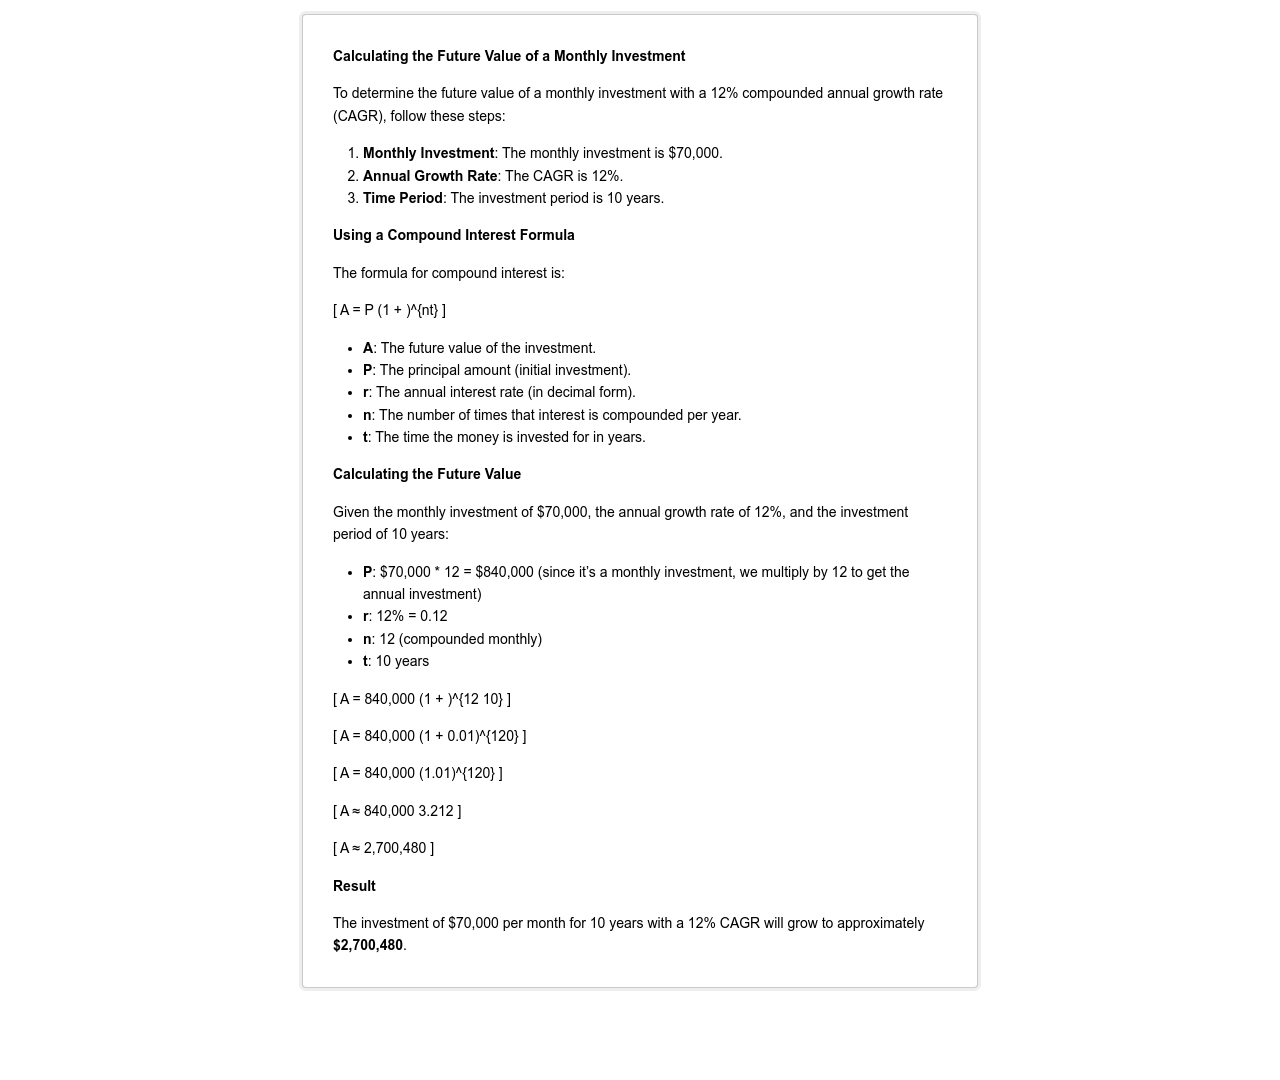 Calculating the Future Value of a Monthly Investment
To determine the future value of a monthly investment with a 12% compounded annual growth rate
(CAGR), follow these steps:
1. Monthly Investment: The monthly investment is $70,000.
2. Annual Growth Rate: The CAGR is 12%.
3. Time Period: The investment period is 10 years.
Using a Compound Interest Formula
The formula for compound interest is:
[ A = P (1 + )^{nt} ]
• A: The future value of the investment.
• P: The principal amount (initial investment).
• r: The annual interest rate (in decimal form).
• n: The number of times that interest is compounded per year.
• t: The time the money is invested for in years.
Calculating the Future Value
Given the monthly investment of $70,000, the annual growth rate of 12%, and the investment
period of 10 years:
• P: $70,000 * 12 = $840,000 (since it’s a monthly investment, we multiply by 12 to get the
annual investment)
• r: 12% = 0.12
• n: 12 (compounded monthly)
• t: 10 years
[ A = 840,000 (1 + )^{12 10} ]
[ A = 840,000 (1 + 0.01)^{120} ]
[ A = 840,000 (1.01)^{120} ]
[ A ≈ 840,000 3.212 ]
[ A ≈ 2,700,480 ]
Result
The investment of $70,000 per month for 10 years with a 12% CAGR will grow to approximately
$2,700,480.